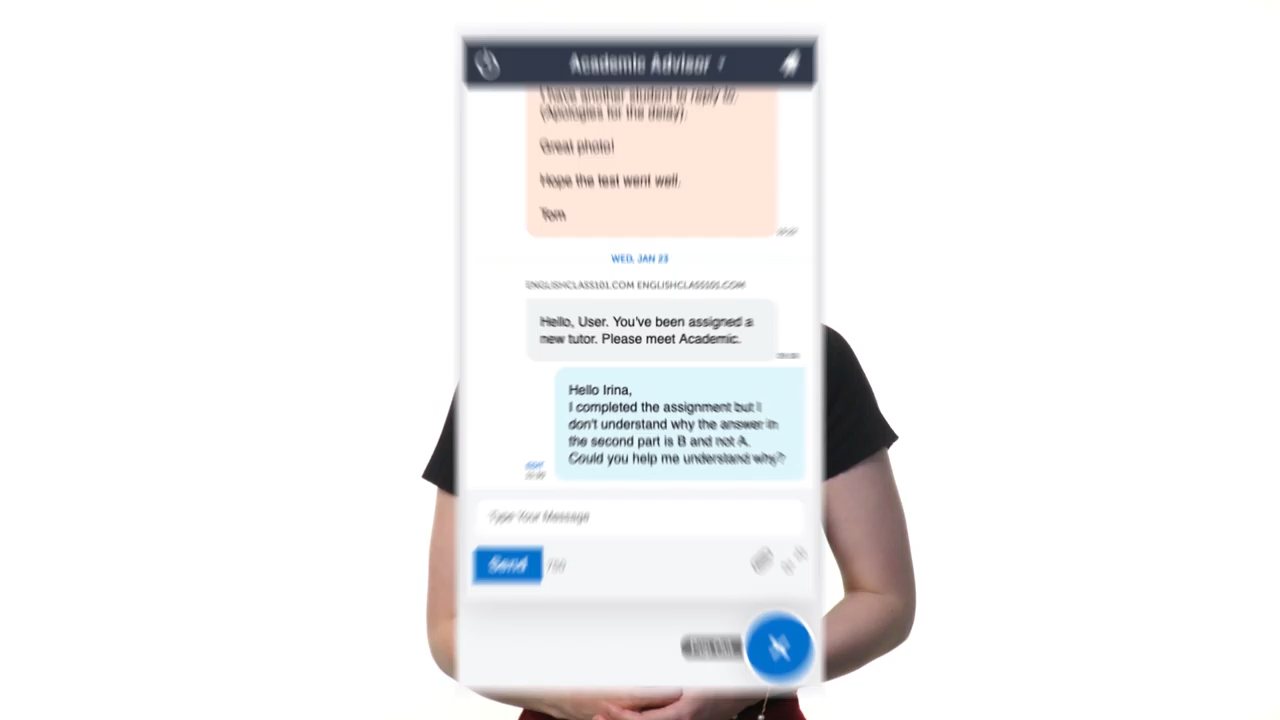 Academic Advisor
I have another student to reply to.
(Apologies for the delay).
Great photo!
Hope the test went well.
Tom
WED, JAN 23
ENGLISHCLASS101.COM ENGLISHCLASS101.COM
Hello, User. You've been assigned a
new tutor. Please meet Academic.
Hello Irina,
I completed the assignment but I
don't understand why the answer in
the second part is B and not A.
Could you help me understand why?
Type Your Message
Send